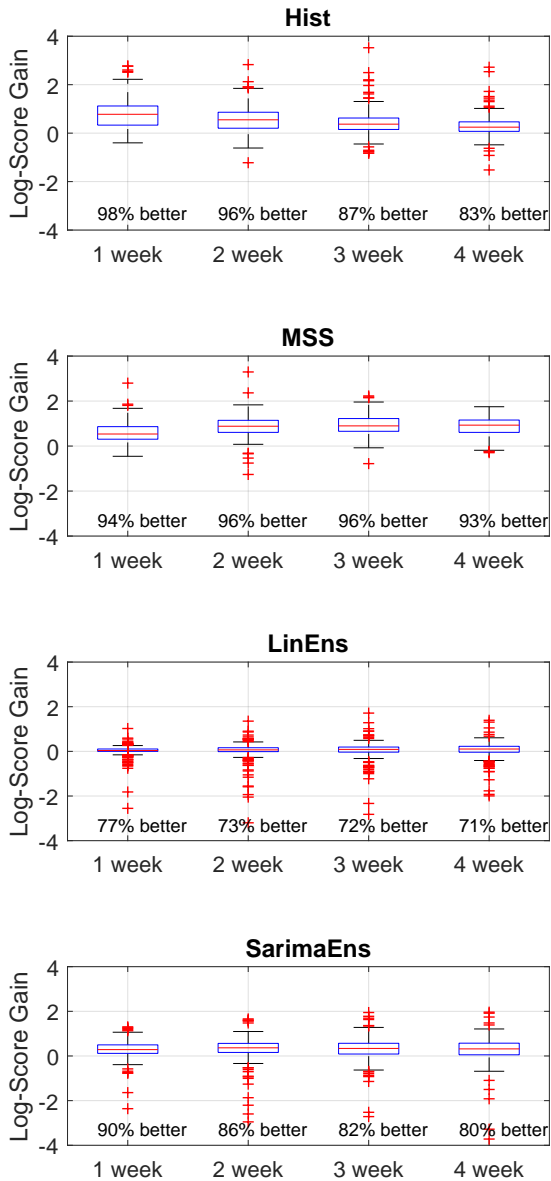 Hist
4
2
0
-2
-4
Log-Score Gain
98% better
96% better
87% better
83% better
1 week
2 week
3 week
4 week
MSS
4
2
0
-2
-4
Log-Score Gain
94% better
96% better
96% better
93% better
1 week
2 week
3 week
4 week
LinEns
4
2
0
-2
-4
Log-Score Gain
77% better
73% better
72% better
71% better
1 week
2 week
3 week
4 week
SarimaEns
4
2
0
-2
-4
Log-Score Gain
90% better
86% better
82% better
80% better
1 week
2 week
3 week
4 week